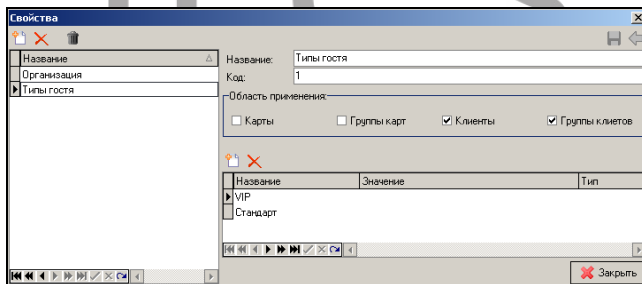 Свойства
Название
Организация
Типы гостя
Название: Типы гостя
Код: 1
Область применения:
Карты Группы карт Клиенты Группы клиетов
Название Значение Тип
VIP
Стандарт
Закрыть